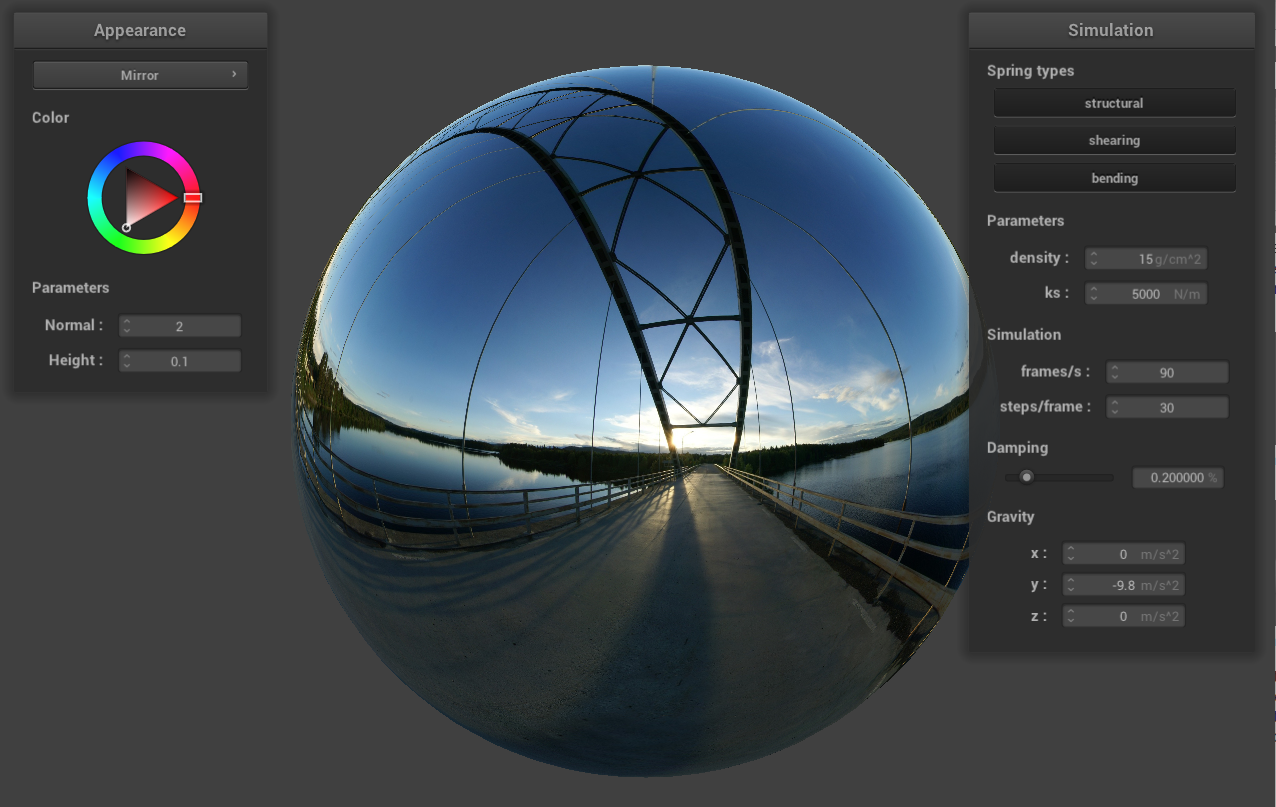 Appearance
Mirror
Color
Parameters
Normal : 2
Height : 0.1
Simulation
Spring types
structural
shearing
bending
Parameters
density : 15 g/cm^2
ks : 5000 N/m
Simulation
frames/s : 90
steps/frame : 30
Damping
0.200000 %
Gravity
x : 0 m/s^2
y : -9.8 m/s^2
z : 0 m/s^2